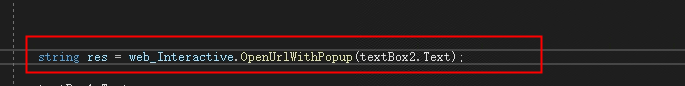 string res = web_Interactive.OpenUrlWithPopup(textBox2.Text);